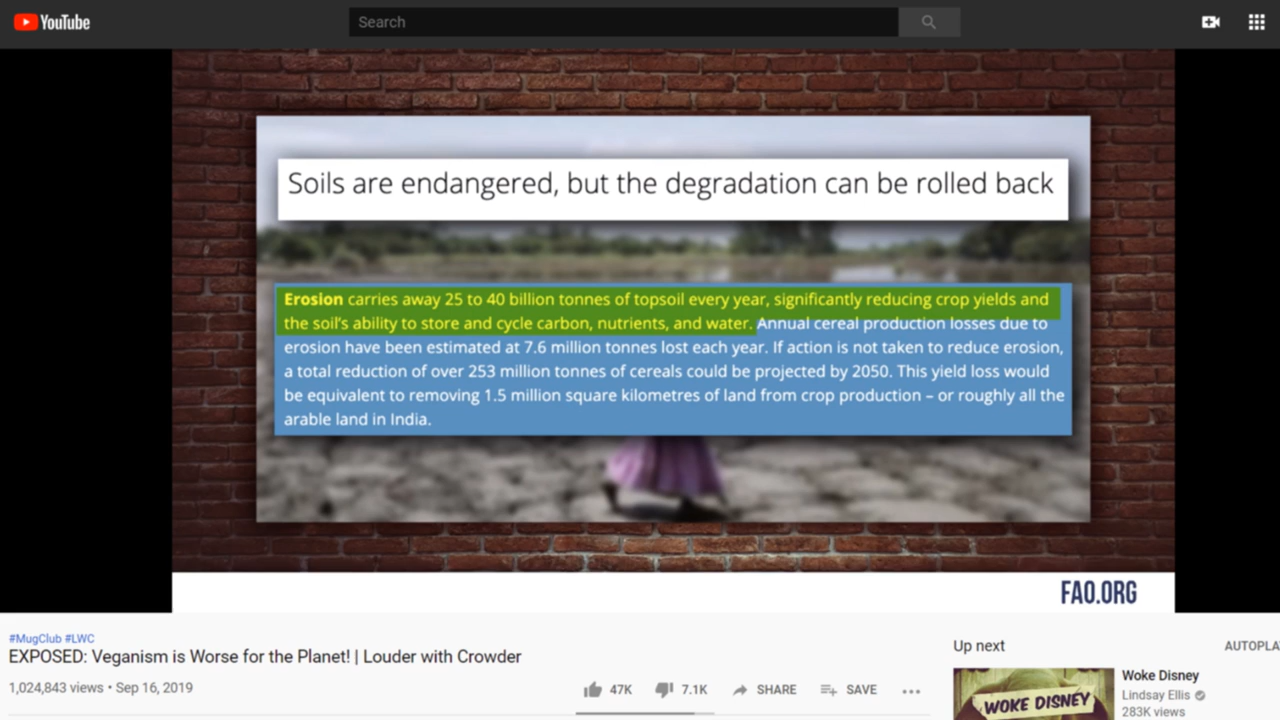 YouTube
Search
Soils are endangered, but the degradation can be rolled back
Erosion carries away 25 to 40 billion tonnes of topsoil every year, significantly reducing crop yields and
the soil's ability to store and cycle carbon, nutrients, and water. Annual cereal production losses due to
erosion have been estimated at 7.6 million tonnes lost each year. If action is not taken to reduce erosion,
a total reduction of over 253 million tonnes of cereals could be projected by 2050. This yield loss would
be equivalent to removing 1.5 million square kilometres of land from crop production – or roughly all the
arable land in India.
FAO.ORG
#MugClub #LWC
EXPOSED: Veganism is Worse for the Planet! | Louder with Crowder
1,024,843 views • Sep 16, 2019
47K
7.1K
SHARE
SAVE
Up next
AUTOPLA
WOKE DISNEY
Woke Disney
Lindsay Ellis
283K views